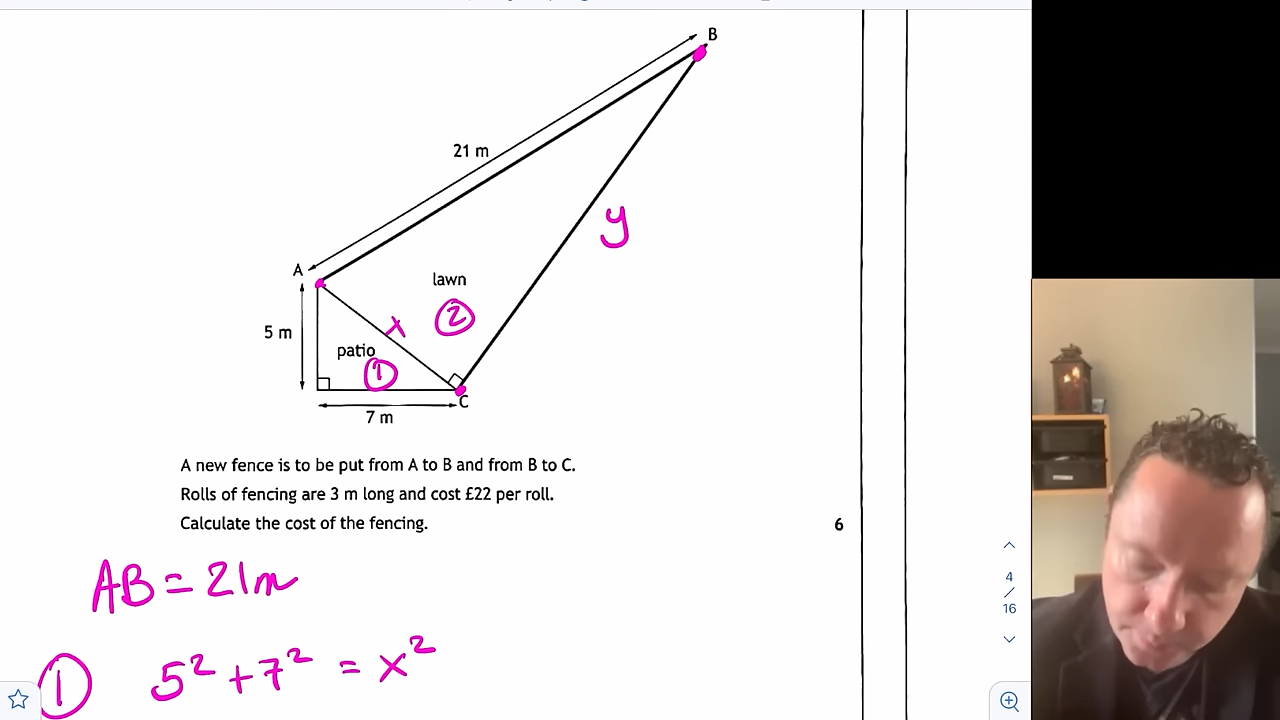 B
21 m
y
A
lawn
2
5 m
x
patio
1
C
7 m
A new fence is to be put from A to B and from B to C.
Rolls of fencing are 3 m long and cost £22 per roll.
Calculate the cost of the fencing.
6
AB = 21m
1 5² + 7² = x²
4
/
16